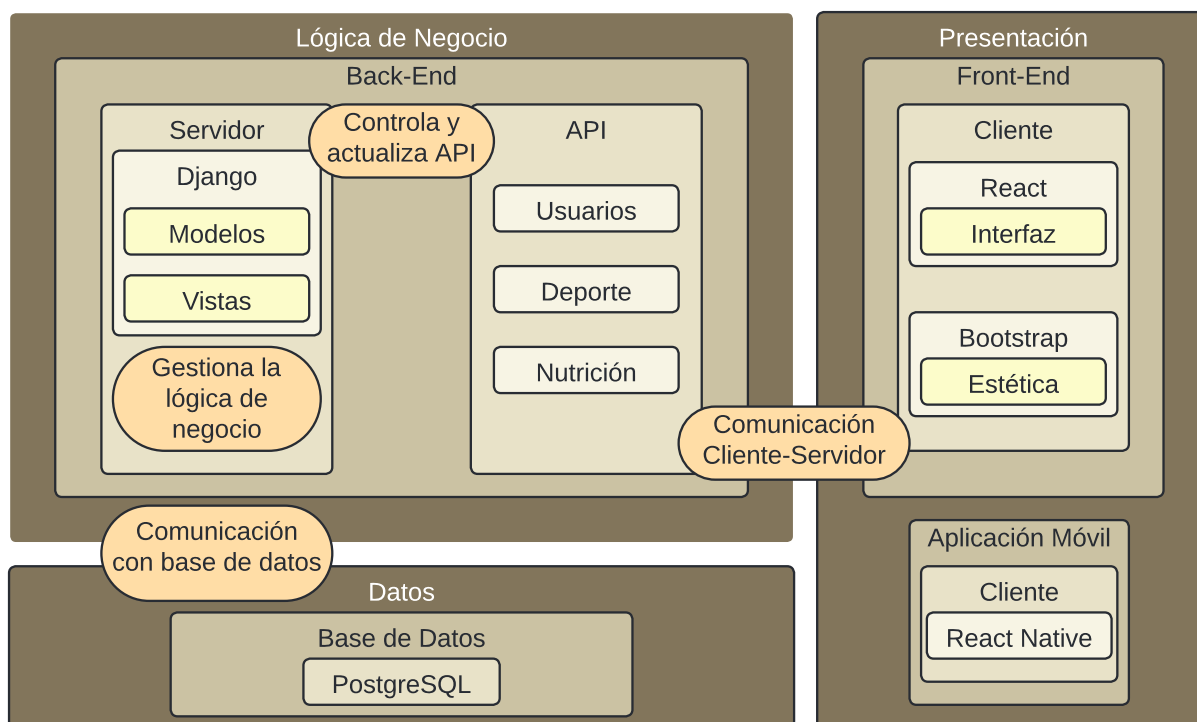 Lógica de Negocio
Back-End
Servidor
Django
Modelos
Vistas
Gestiona la
lógica de
negocio
Controla y
actualiza API
API
Usuarios
Deporte
Nutrición
Comunicación
Cliente-Servidor
Comunicación
con base de datos
Datos
Base de Datos
PostgreSQL
Presentación
Front-End
Cliente
React
Interfaz
Bootstrap
Estética
Aplicación Móvil
Cliente
React Native